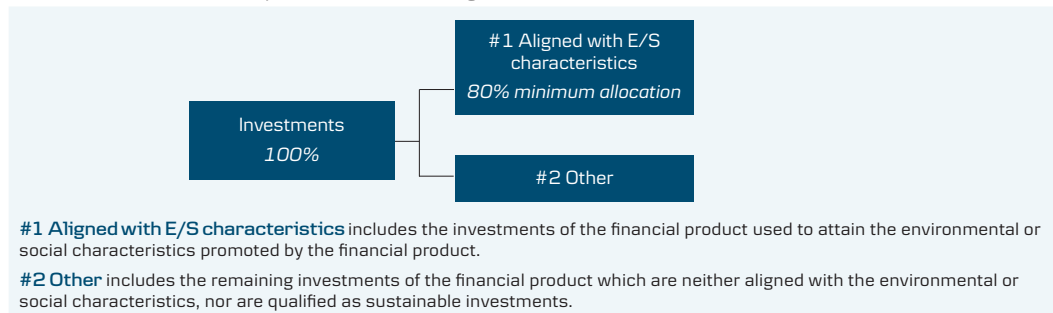 #1 Aligned with E/S
characteristics
80% minimum allocation
Investments
100%
#2 Other
#1 Aligned with E/S characteristics includes the investments of the financial product used to attain the environmental or
social characteristics promoted by the financial product.
#2 Other includes the remaining investments of the financial product which are neither aligned with the environmental or
social characteristics, nor are qualified as sustainable investments.